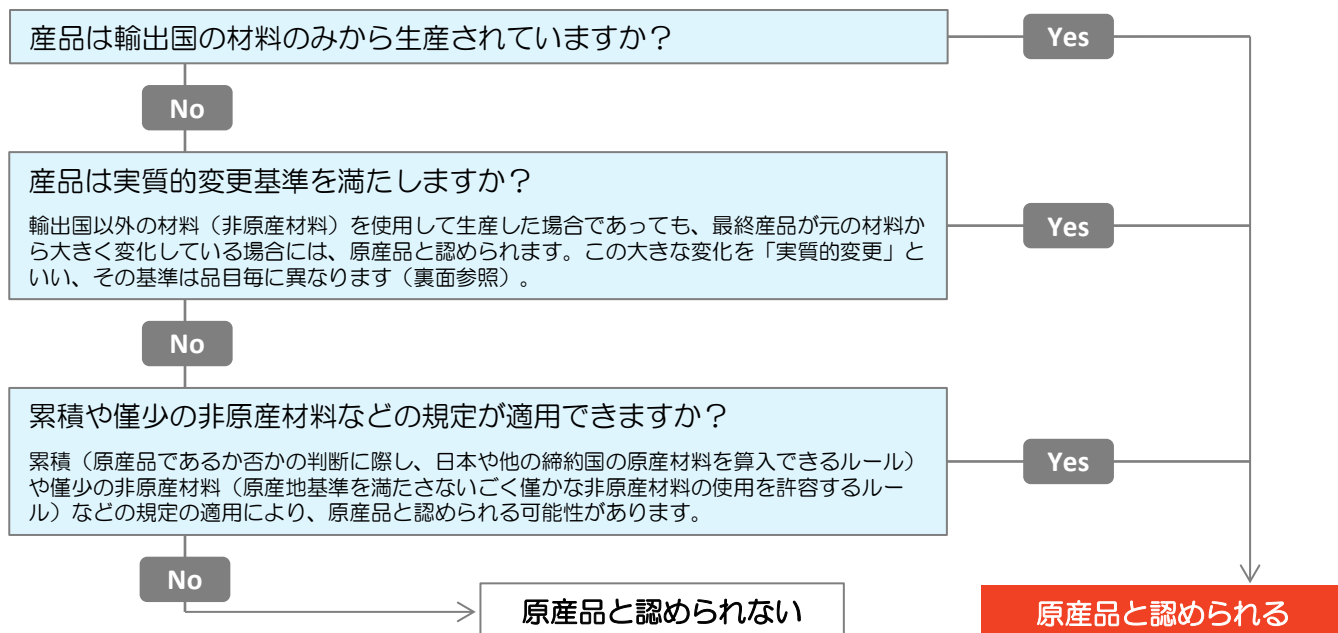 産品は輸出国の材料のみから生産されていますか？
Yes
No
産品は実質的変更基準を満たしますか？
輸出国以外の材料（非原産材料）を使用して生産した場合であっても、最終産品が元の材料か
ら大きく変化している場合には、原産品と認められます。この大きな変化を「実質的変更」と
いい、その基準は品目毎に異なります（裏面参照）。
Yes
No
累積や僅少の非原産材料などの規定が適用できますか？
累積（原産品であるか否かの判断に際し、日本や他の締約国の原産材料を算入できるルール）
や僅少の非原産材料（原産地基準を満たさないごく僅かな非原産材料の使用を許容するルー
ル）などの規定の適用により、原産品と認められる可能性があります。
Yes
No
原産品と認められない
原産品と認められる